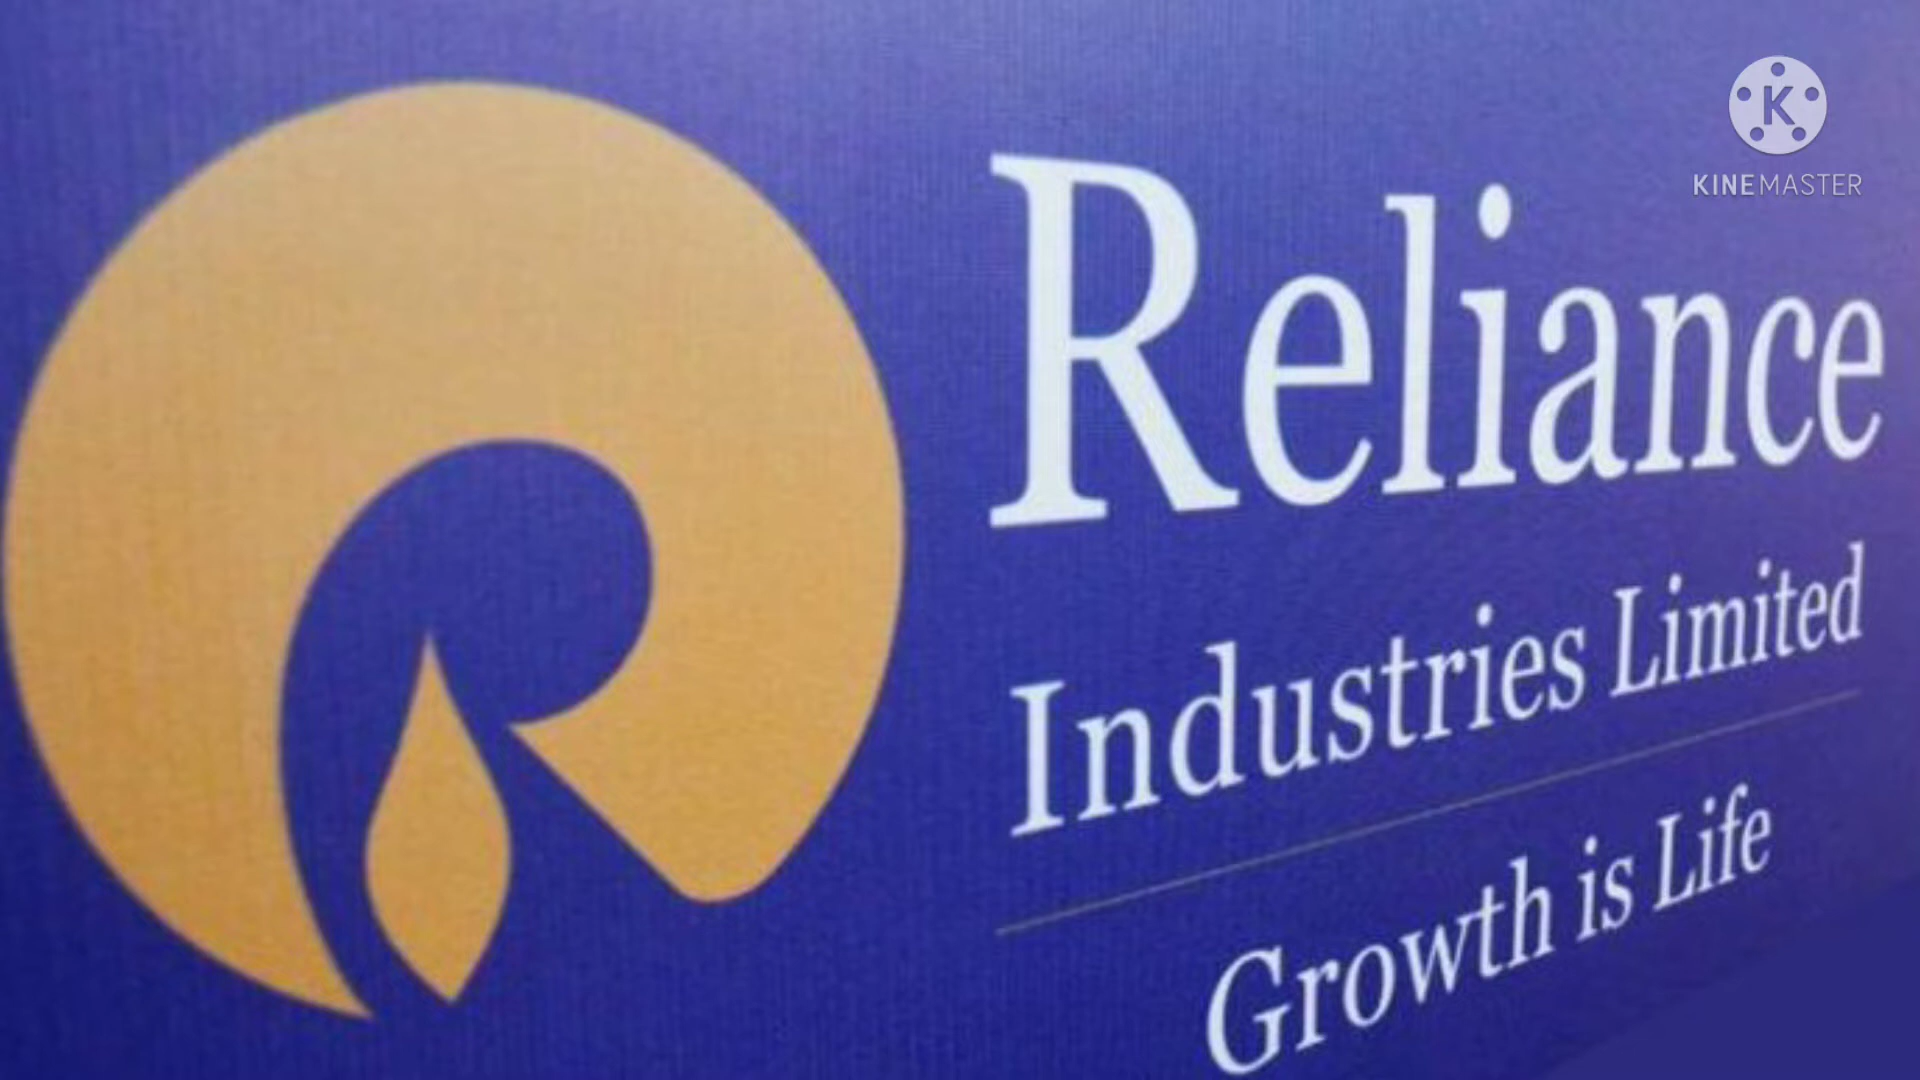 K
KINEMASTER
Reliance
Industries Limited
Growth is Life